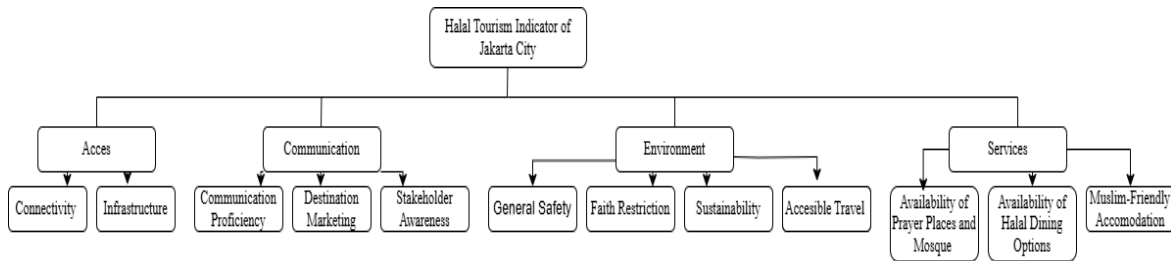 Halal Tourism Indicator of
Jakarta City
Acces
Communication
Environment
Services
Connectivity
Infrastructure
Communication
Proficiency
Destination
Marketing
Stakeholder
Awareness
General Safety
Faith Restriction
Sustainability
Accesible Travel
Availability of
Prayer Places and
Mosque
Availability of
Halal Dining
Options
Muslim-Friendly
Accomodation